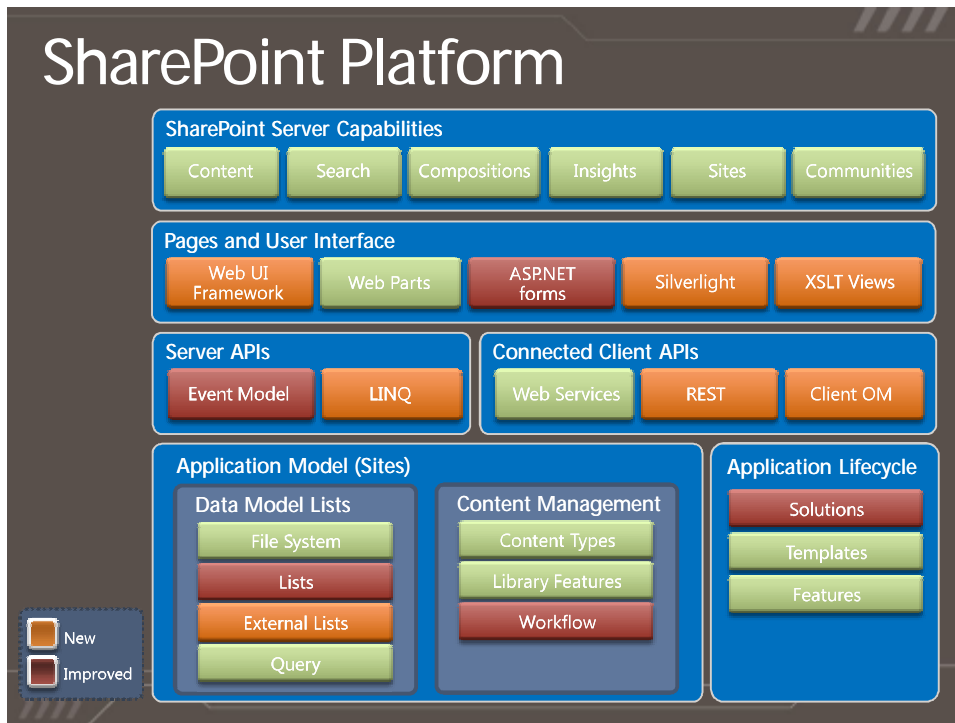 SharePoint Platform
SharePoint Server Capabilities
Content
Search
Compositions
Insights
Sites
Communities
Pages and User Interface
Web UI
Framework
Web Parts
ASP.NET
forms
Silverlight
XSLT Views
Server APIs
Event Model
LINQ
Connected Client APIs
Web Services
REST
Client OM
Application Model (Sites)
Data Model Lists
File System
Lists
External Lists
Query
Content Management
Content Types
Library Features
Workflow
Application Lifecycle
Solutions
Templates
Features
New
Improved